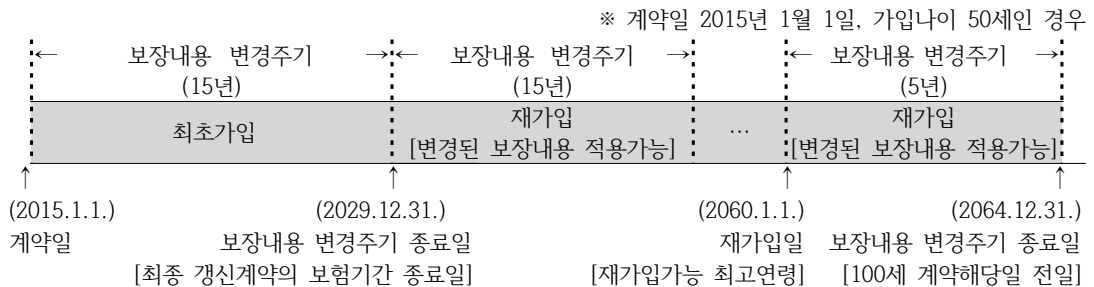 ※ 계약일 2015년 1월 1일, 가입나이 50세인 경우
← 보장내용 변경주기 → ← 보장내용 변경주기 → ← 보장내용 변경주기 →
(15년) (15년) (5년)
최초가입 재가입 … 재가입
[변경된 보장내용 적용가능] [변경된 보장내용 적용가능]
↑ ↑ ↑ ↑
(2015.1.1.) (2029.12.31.) (2060.1.1.) (2064.12.31.)
계약일 보장내용 변경주기 종료일 재가입일 보장내용 변경주기 종료일
[최종 갱신계약의 보험기간 종료일] [재가입가능 최고연령] [100세 계약해당일 전일]